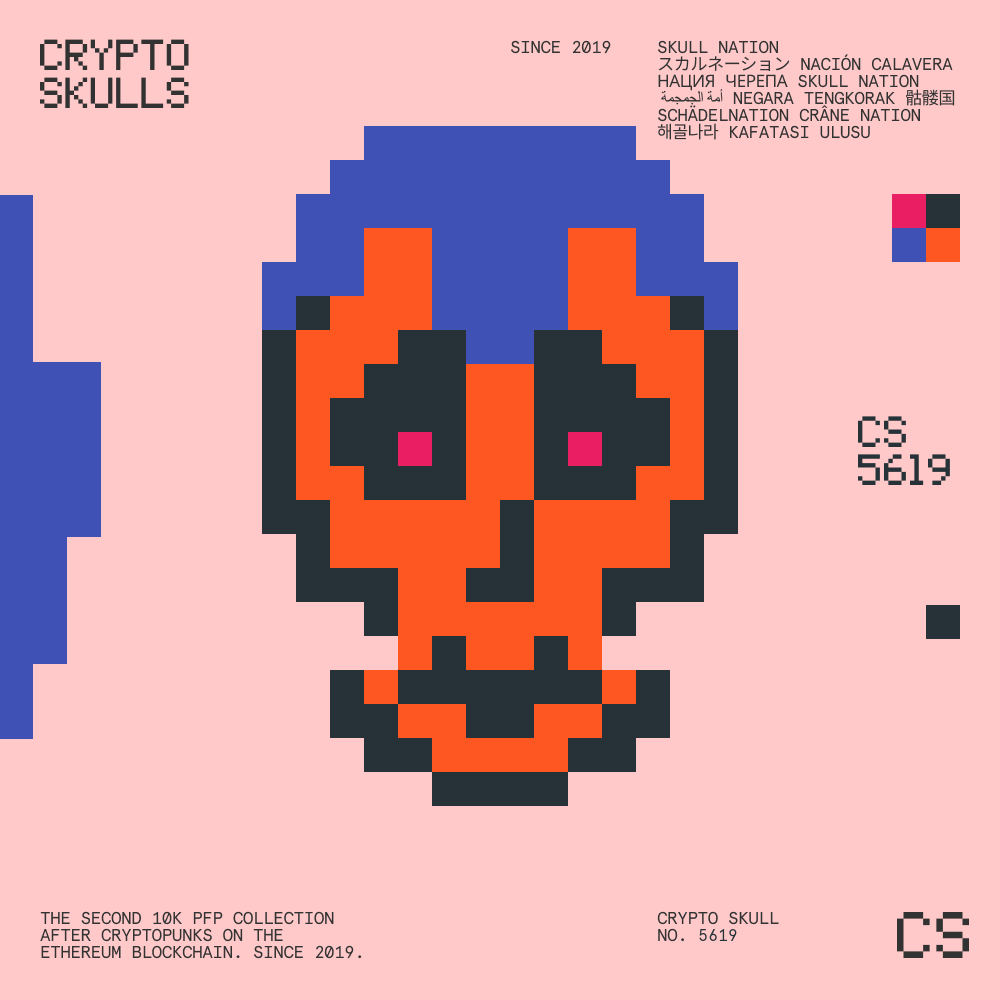 CRYPTO
SKULLS
SINCE 2019
SKULL NATION
スカルネーション NACIÓN CALAVERA
НАЦИЯ ЧЕРЕПА SKULL NATION
أمة الجمجمة NEGARA TENGKORAK 骷髅国
SCHÄDELNATION CRÂNE NATION
해골나라 KAFATASI ULUSU
CS
5619
THE SECOND 10K PFP COLLECTION
AFTER CRYPTOPUNKS ON THE
ETHEREUM BLOCKCHAIN. SINCE 2019.
CRYPTO SKULL
NO. 5619
CS